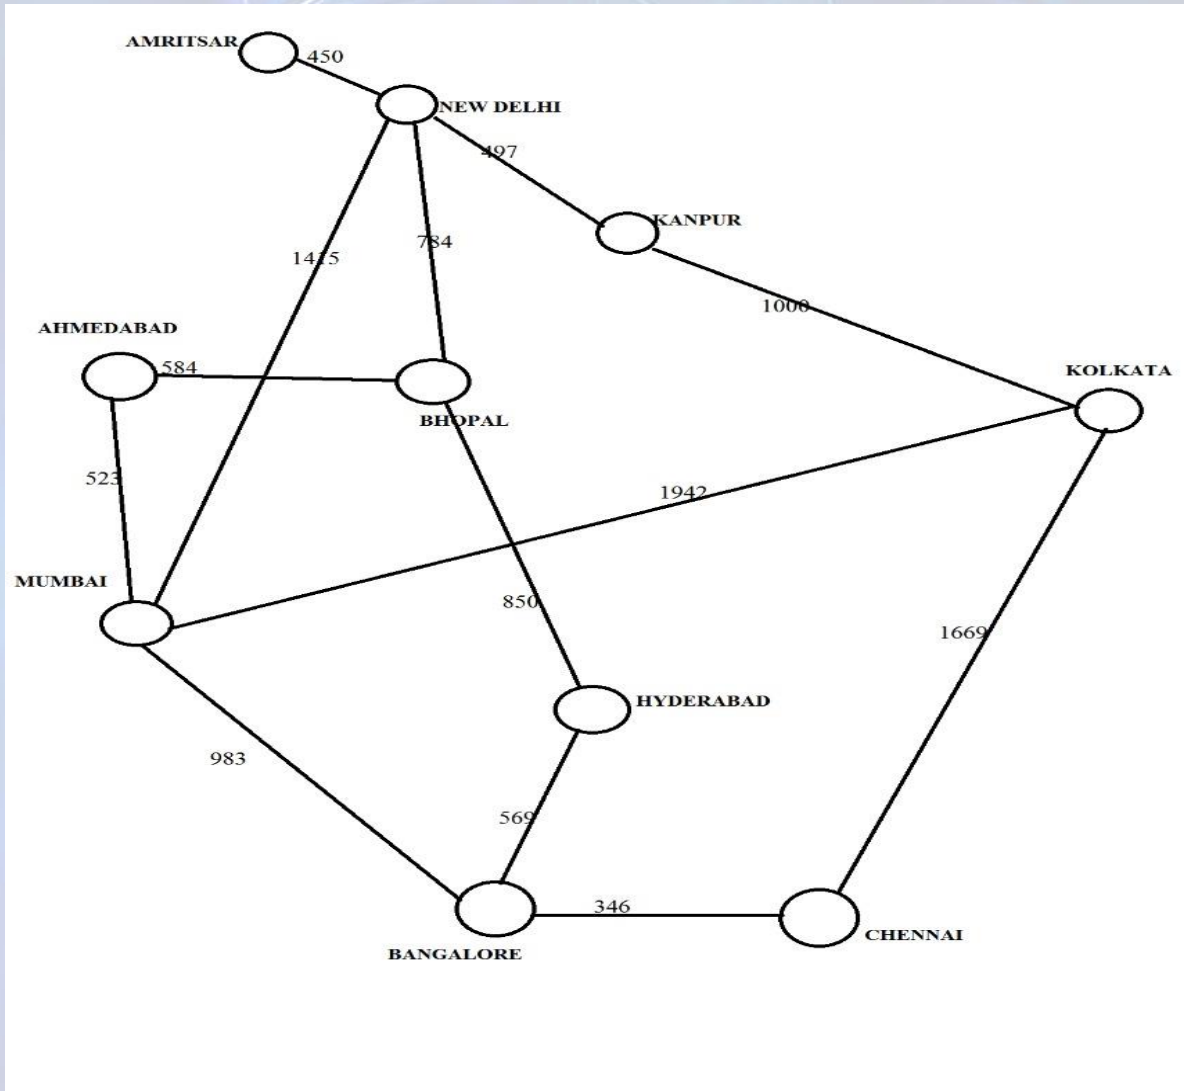 AMRITSAR
450
NEW DELHI
497
KANPUR
784
1415
1000
AHMEDABAD
584
KOLKATA
BHOPAL
523
1942
MUMBAI
850
1669
HYDERABAD
983
569
346
CHENNAI
BANGALORE